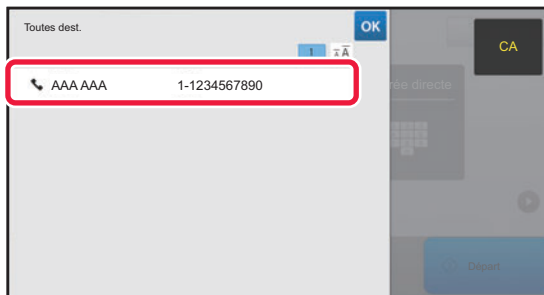 Toutes dest.
OK
CA
1
AAA AAA 1-1234567890
rée directe
Départ